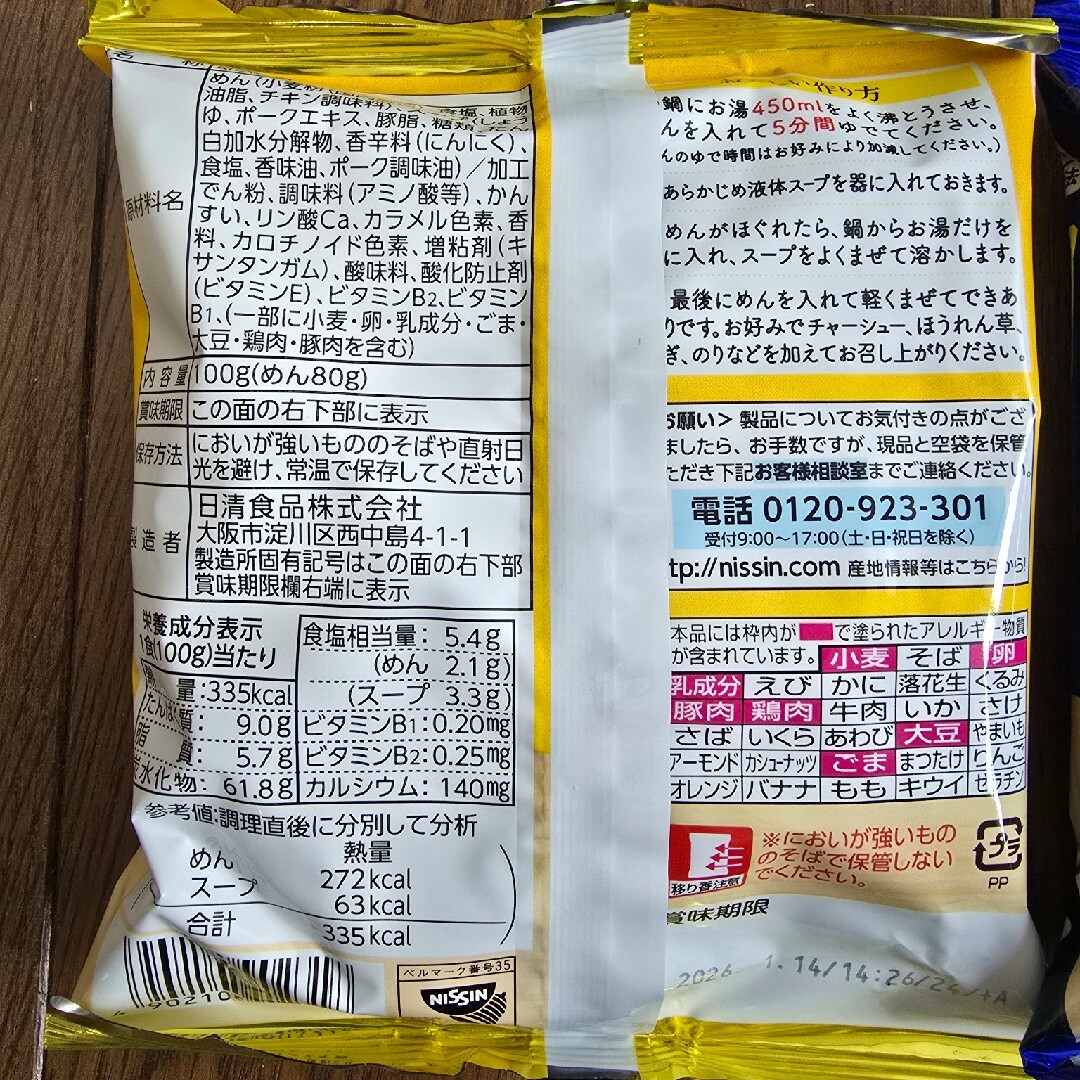 めん(小麦粉
油脂、チキン調味料)
食塩、植物
ゆ、ポークエキス、豚脂、糖類、たん
白加水分解物、香辛料(にんにく)、
食塩、香味油、ポーク調味油)/加工
でん粉、調味料(アミノ酸等)、かん
すい、リン酸Ca、カラメル色素、香
料、カロチノイド色素、増粘剤(キ
サンタンガム)、酸味料、酸化防止剤
(ビタミンE)、ビタミンB2、ビタミン
B1、(一部に小麦・卵・乳成分・ごま・
大豆・鶏肉・豚肉を含む)
原材料名
内容量 100g(めん80g)
賞味期限 この面の右下部に表示
保存方法 においが強いもののそばや直射日
光を避け、常温で保存してください
製造者 日清食品株式会社
大阪市淀川区西中島4-1-1
製造所固有記号はこの面の右下部
賞味期限欄右端に表示
栄養成分表示
1食(100g)当たり
量:335kcal
たんぱく質: 9.0g
脂質: 5.7g
炭水化物: 61.8g
食塩相当量: 5.4g
(めん 2.1g)
(スープ 3.3g)
ビタミンB1:0.20mg
ビタミンB2:0.25mg
カルシウム: 140mg
参考値:調理直後に分別して分析
熱量
めん 272kcal
スープ 63kcal
合計 335kcal
ベルマーク番号35
NISSIN
4 90210
い作り方
鍋にお湯450mlをよく沸とうさせ、
んを入れて5分間ゆでてください。
んのゆで時間はお好みにより加減してください。)
あらかじめ液体スープを器に入れておきます。
めんがほぐれたら、鍋からお湯だけを
に入れ、スープをよくまぜて溶かします。
最後にめんを入れて軽くまぜてできあ
りです。お好みでチャーシュー、ほうれん草、
ぎ、のりなどを加えてお召し上がりください。
お願い> 製品についてお気付きの点がござ
ましたら、お手数ですが、現品と空袋を保管
ただき下記お客様相談室までご連絡ください。
電話 0120-923-301
受付9:00〜17:00(土・日・祝日を除く)
tp://nissin.com 産地情報等はこちらから!
本品には枠内が で塗られたアレルギー物質
が含まれています。 小麦 そば 卵
乳成分 えび かに 落花生 くるみ
豚肉 鶏肉 牛肉 いか さけ
さば いくら あわび 大豆 やまいも
アーモンド カシューナッツ ごま まつたけ りんご
オレンジ バナナ もも キウイ ゼラチン
移り香注意
※においが強いもの
のそばで保管しない
でください。
プラ
PP
賞味期限
2026. 1.14/14:26/24/+A